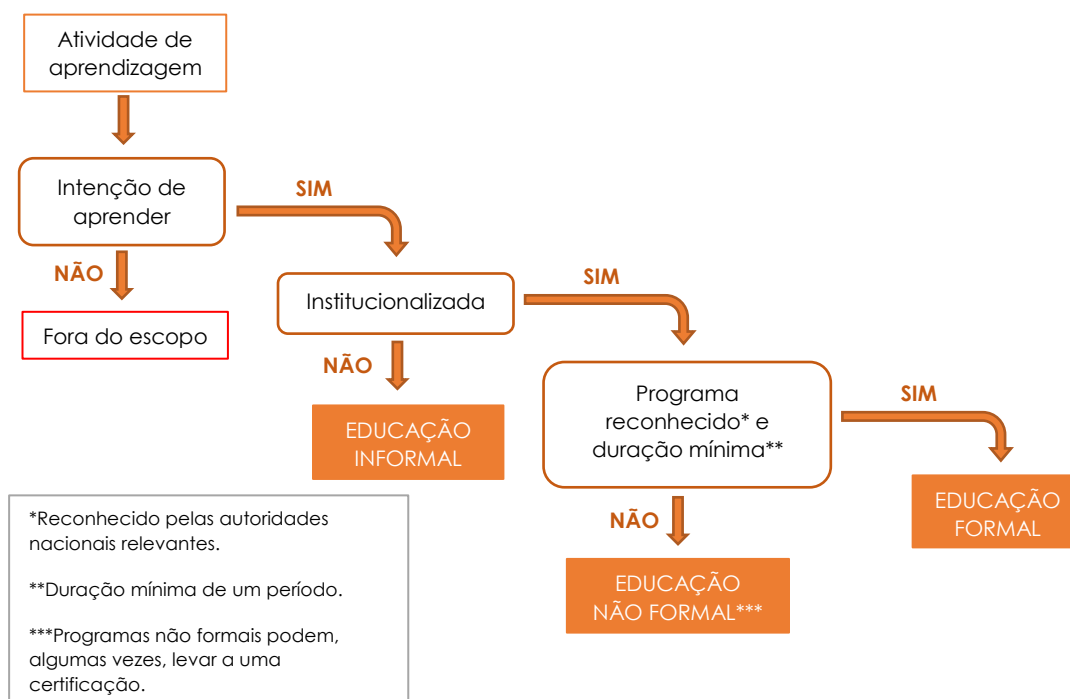 Atividade de
aprendizagem
Intenção de
aprender
SIM
NÃO
Fora do escopo
Institucionalizada
SIM
NÃO
EDUCAÇÃO
INFORMAL
Programa
reconhecido* e
duração mínima**
SIM
NÃO
EDUCAÇÃO
NÃO FORMAL***
EDUCAÇÃO
FORMAL
*Reconhecido pelas autoridades
nacionais relevantes.
**Duração mínima de um período.
***Programas não formais podem,
algumas vezes, levar a uma
certificação.